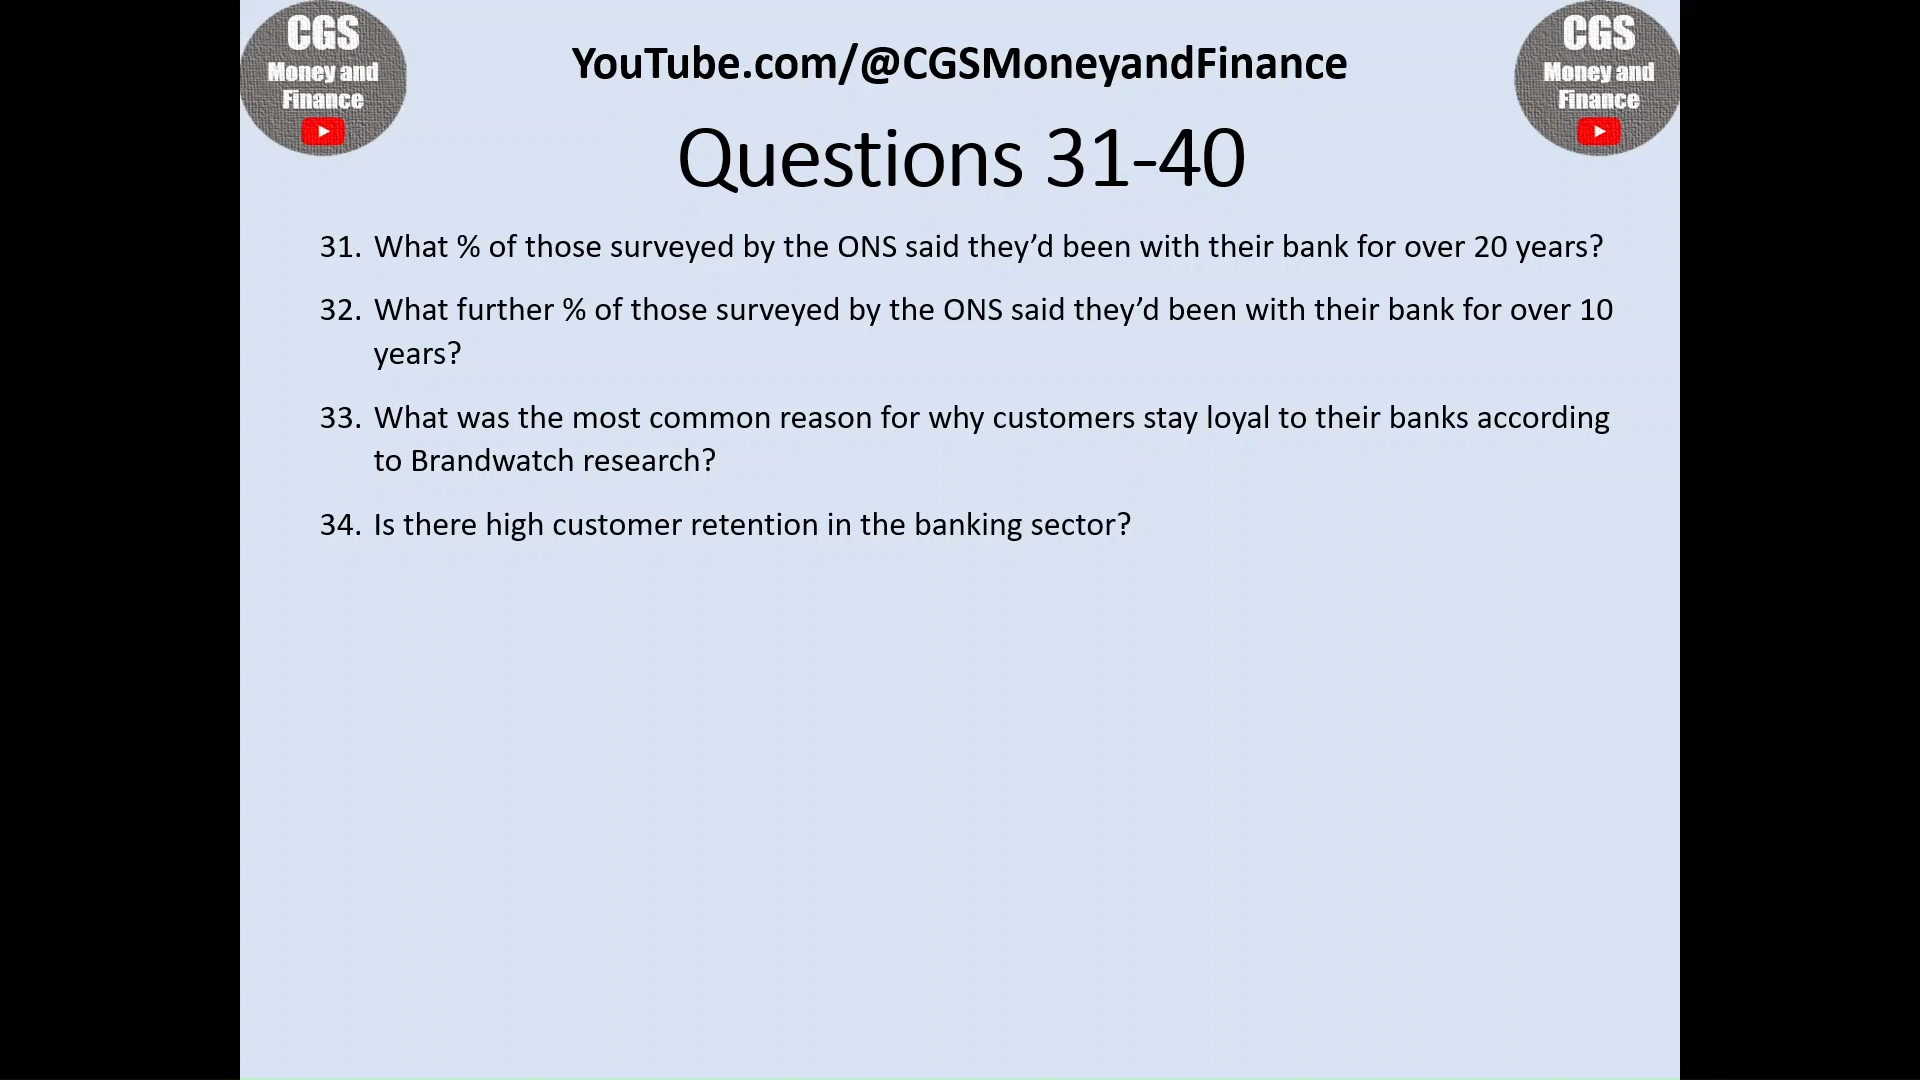 CGS
Money and
Finance
YouTube.com/@CGSMoneyandFinance
CGS
Money and
Finance
Questions 31-40
31. What % of those surveyed by the ONS said they’d been with their bank for over 20 years?
32. What further % of those surveyed by the ONS said they’d been with their bank for over 10
years?
33. What was the most common reason for why customers stay loyal to their banks according
to Brandwatch research?
34. Is there high customer retention in the banking sector?